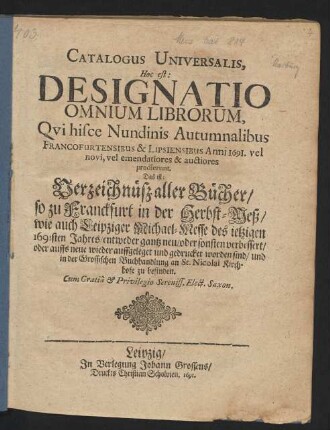 CATALOGUS UNIVERSALIS,
Hoc est:
DESIGNATIO
OMNIUM LIBRORUM,
Qvi hisce Nundinis Autumnalibus
FRANCOFURTENSIBUS & LIPSIENSIBUS Anni 1691. vel
novi, vel emendatiores & auctiores
prodierunt.
Das ist:
Verzeichnüß aller Bücher/
so zu Franckfurt in der Herbst-Meß/
wie auch Leipziger Michael-Messe des ietzigen
1691sten Jahres/entweder gantz neu/oder sonsten verbessert/
oder auffs neue wieder auffgeleget und gedrucket worden sind/ und
in der Grossischen Buchhandlung an St. Nicolai Kirch-
hofe zu befinden.
Cum Gratiâ & Privilegio Sereniss. Elect. Saxon.
Leipzig/
In Verlegung Johann Grossens/
Druckts Christian Scholvien, 1691.